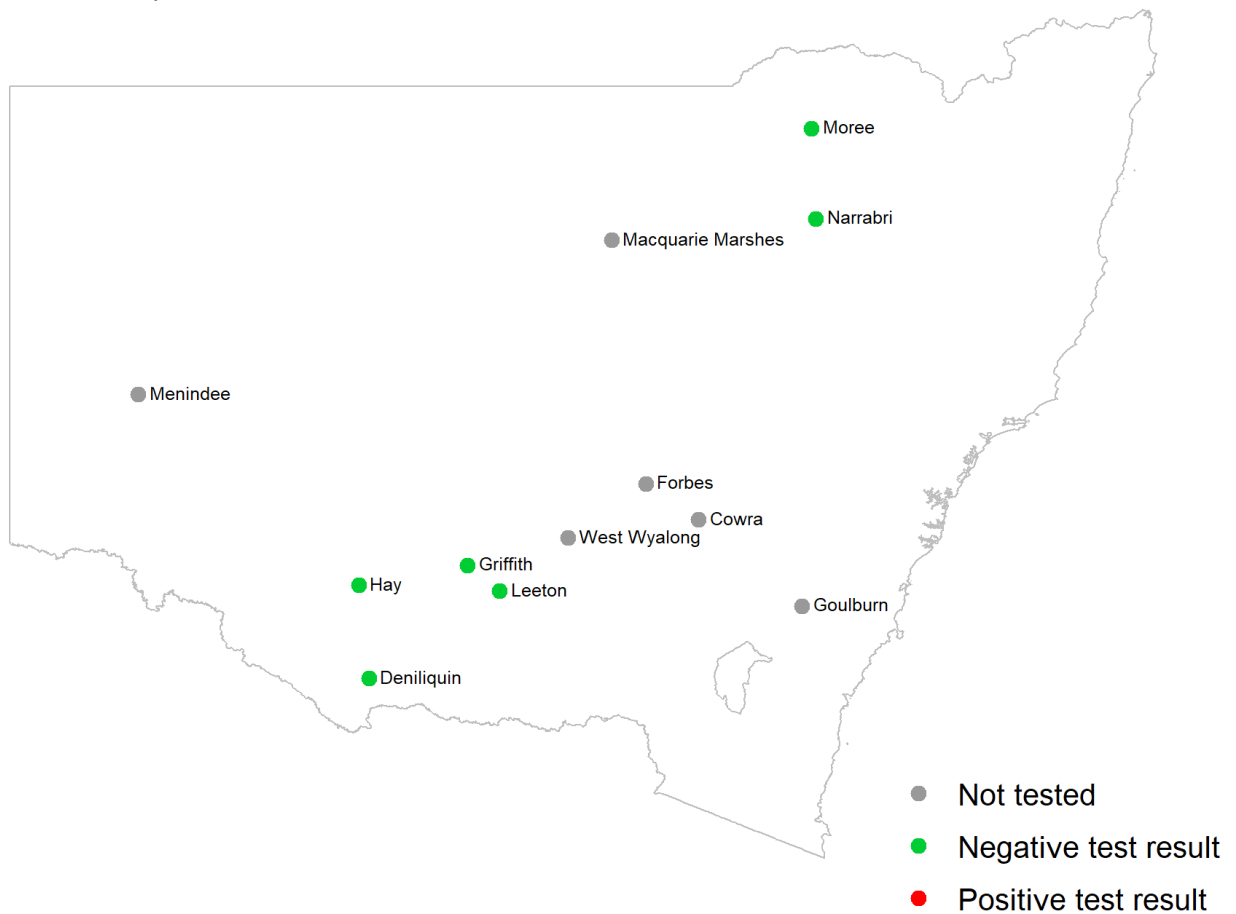 Moree
Narrabri
Macquarie Marshes
Menindee
Forbes
Cowra
West Wyalong
Griffith
Hay
Leeton
Goulburn
Deniliquin
Not tested
Negative test result
Positive test result